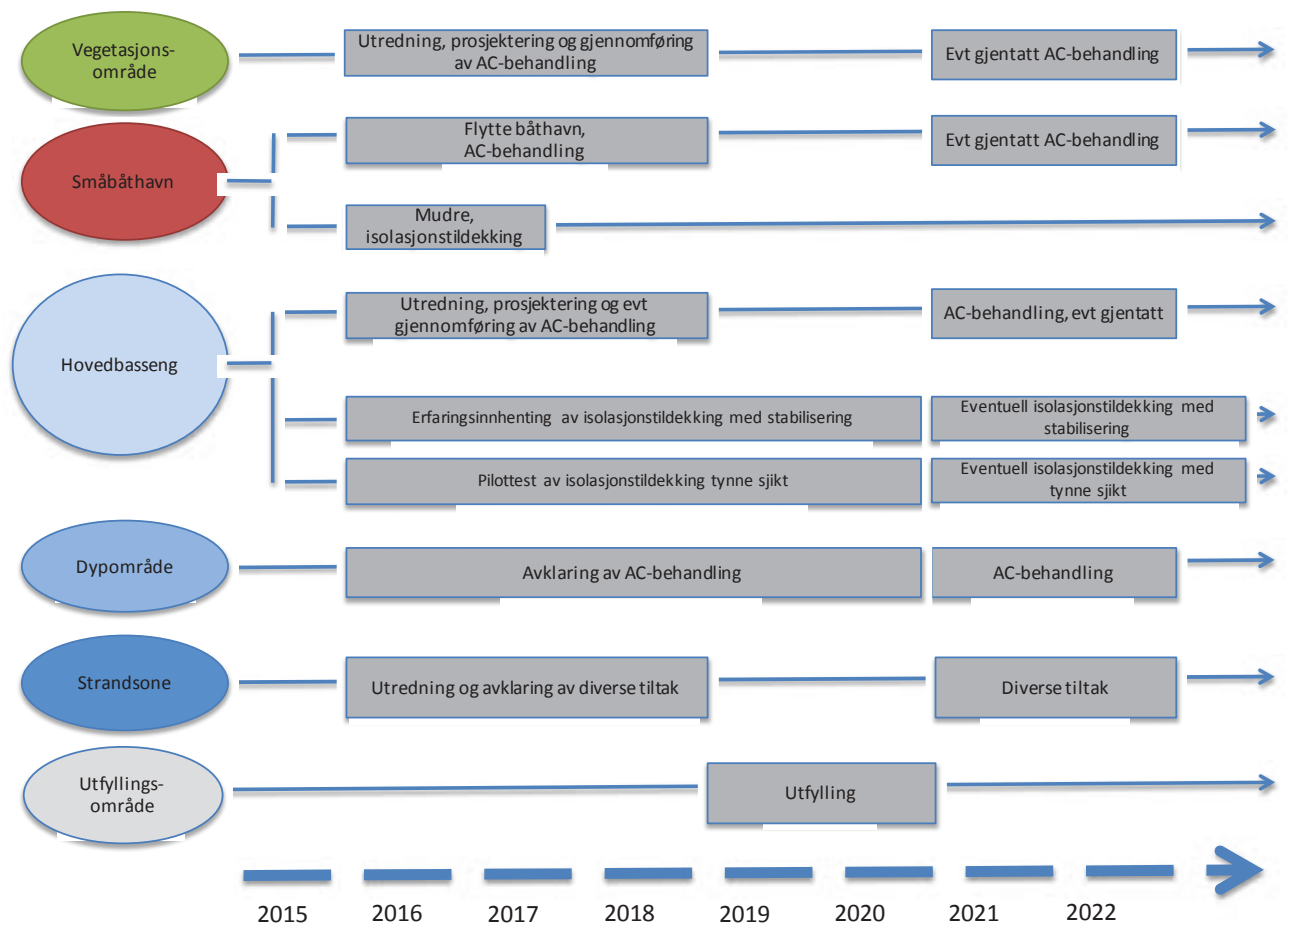 Vegetasjons-
område
Utredning, prosjektering og gjennomføring
av AC-behandling
Evt gjentatt AC-behandling
Småbåthavn
Flytte båthavn,
AC-behandling
Evt gjentatt AC-behandling
Mudre,
isolasjonstildekking
Hovedbasseng
Utredning, prosjektering og evt
gjennomføring av AC-behandling
AC-behandling, evt gjentatt
Erfaringsinnhenting av isolasjonstildekking med stabilisering
Eventuell isolasjonstildekking med
stabilisering
Pilottest av isolasjonstildekking tynne sjikt
Eventuell isolasjonstildekking med
tynne sjikt
Dypområde
Avklaring av AC-behandling
AC-behandling
Strandsone
Utredning og avklaring av diverse tiltak
Diverse tiltak
Utfyllings-
område
Utfylling
2015 2016 2017 2018 2019 2020 2021 2022